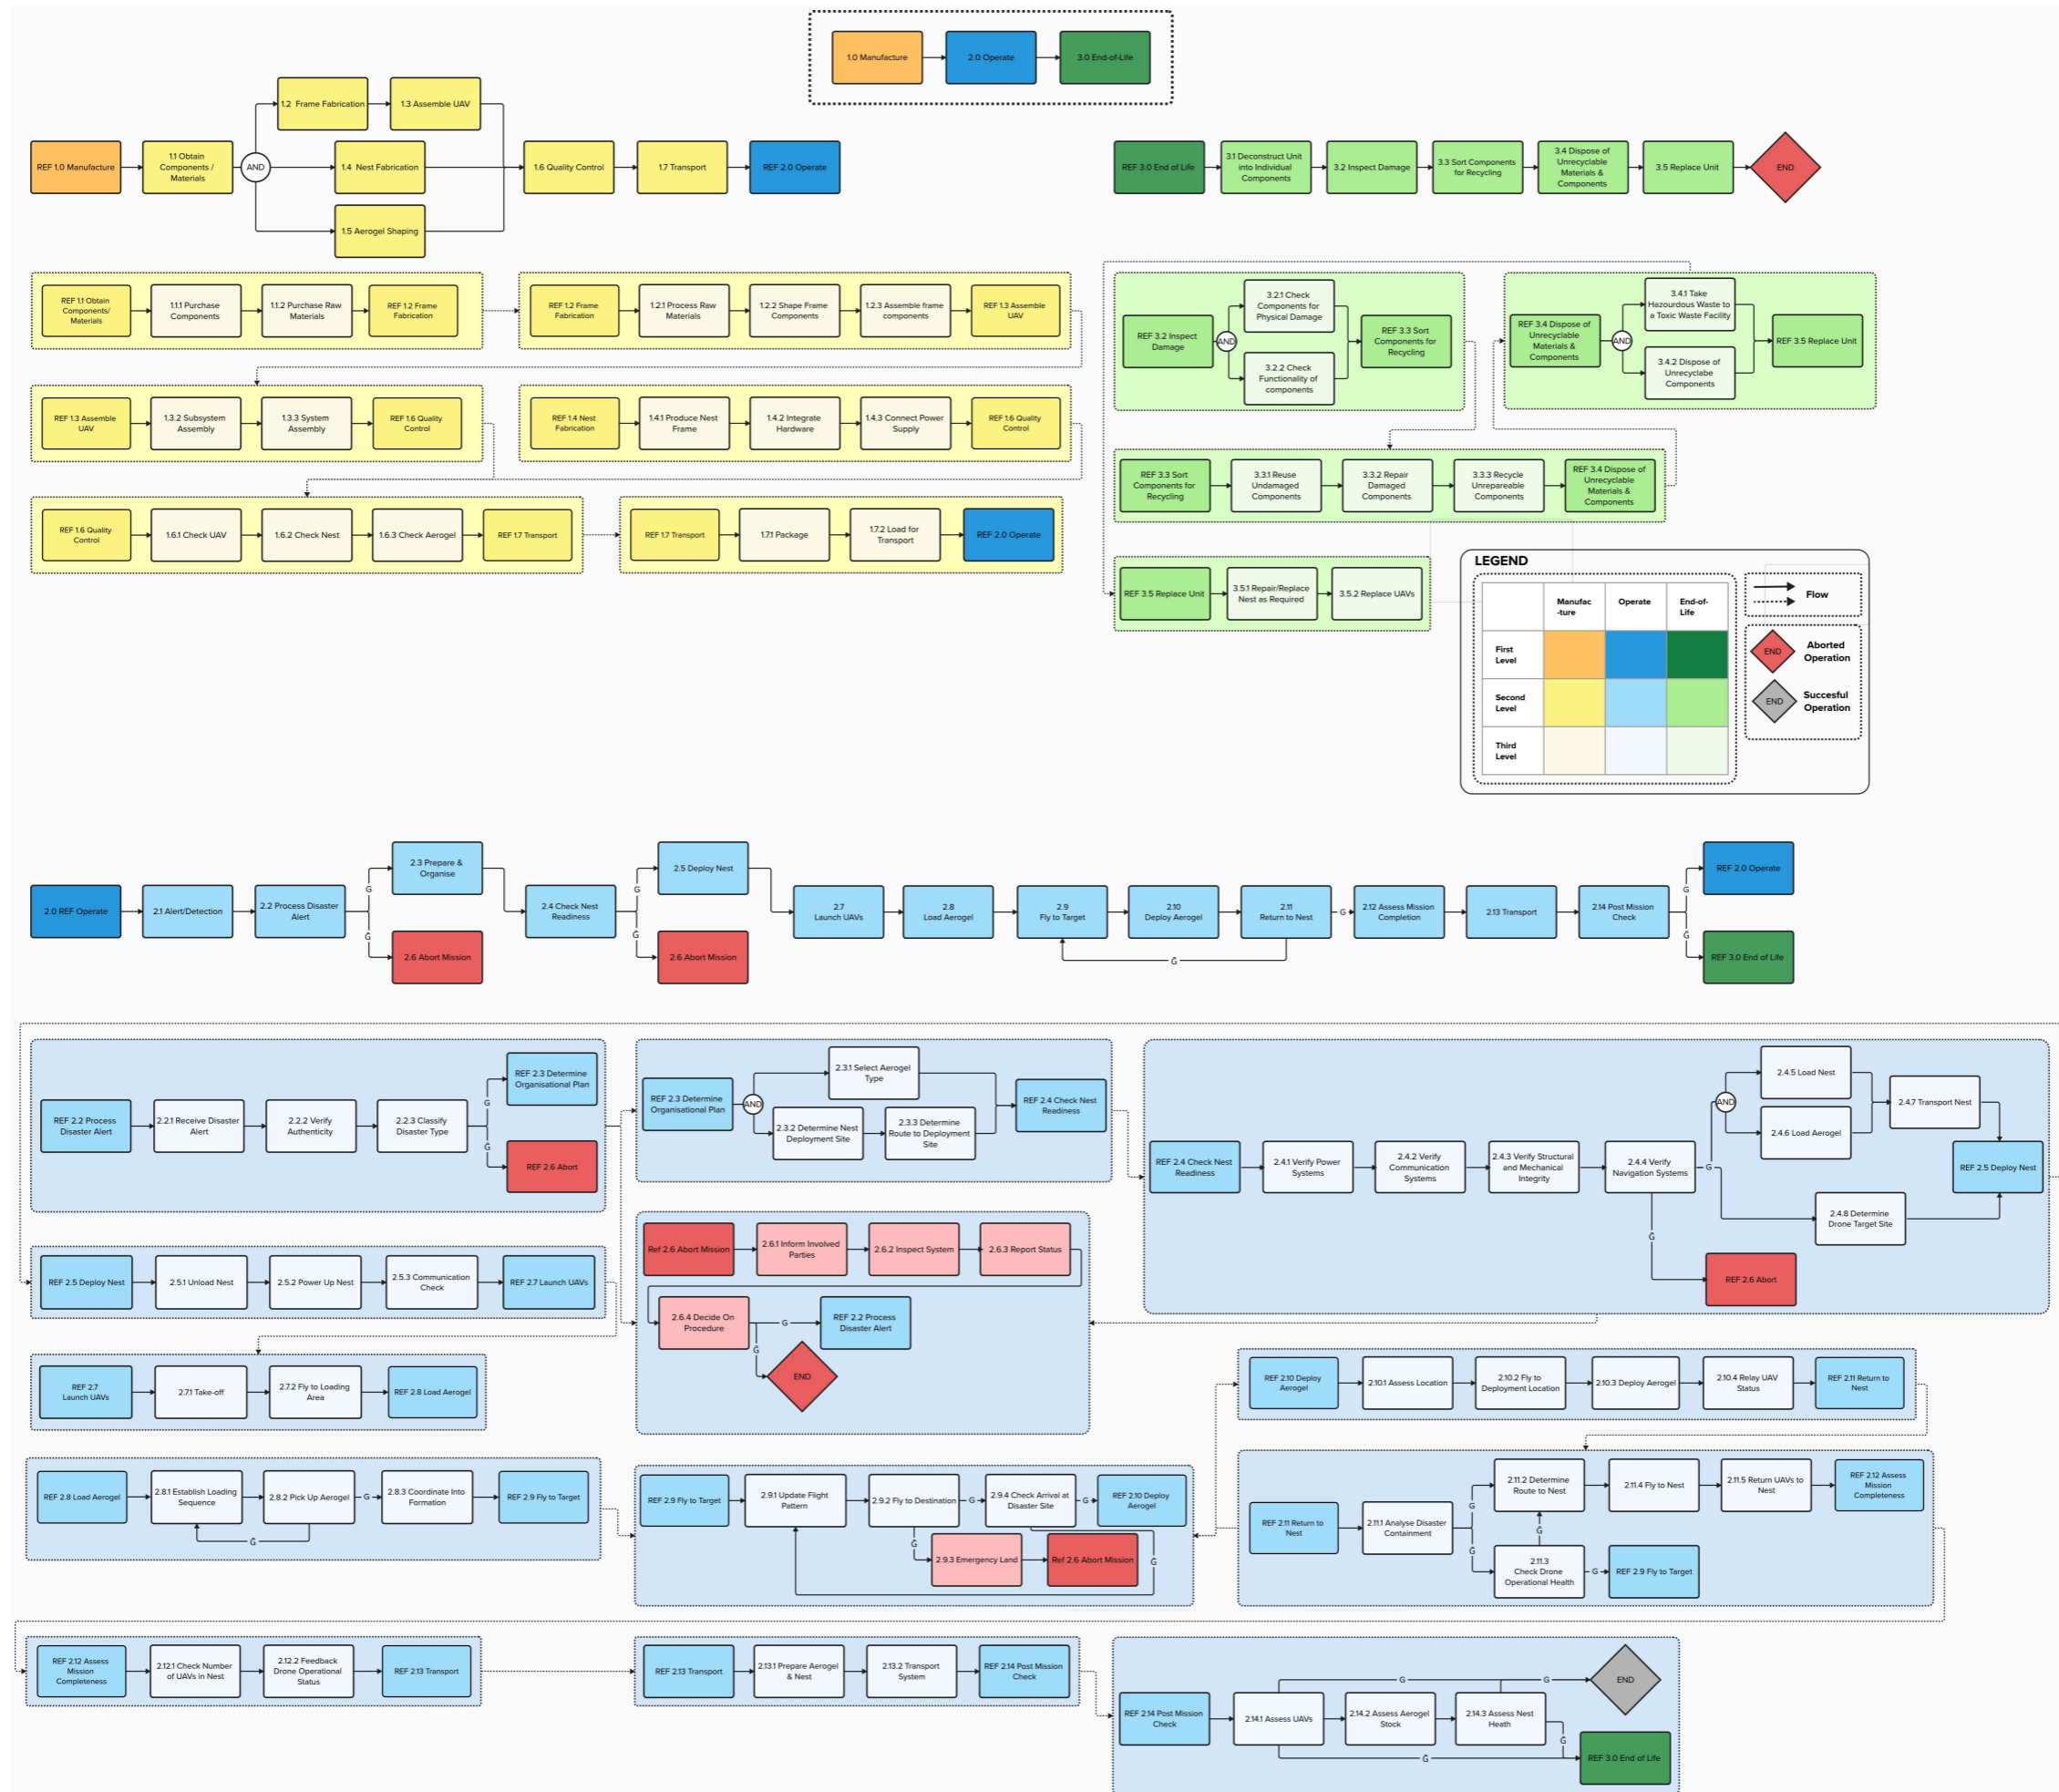 1.0 Manufacture
2.0 Operate
3.0 End-of-Life
REF 1.0 Manufacture
1.1 Obtain
Components /
Materials
AND
1.2 Frame Fabrication
1.3 Assemble UAV
1.4 Nest Fabrication
1.5 Aerogel Shaping
1.6 Quality Control
1.7 Transport
REF 2.0 Operate
REF 3.0 End of Life
3.1 Deconstruct Unit
into Individual
Components
3.2 Inspect Damage
3.3 Sort Components
for Recycling
3.4 Dispose of
Unrecyclable
Materials &
Components
3.5 Replace Unit
END
REF 1.1 Obtain
Components/
Materials
1.1.1 Purchase
Components
1.1.2 Purchase Raw
Materials
REF 1.2 Frame
Fabrication
REF 1.2 Frame
Fabrication
1.2.1 Process Raw
Materials
1.2.2 Shape Frame
Components
1.2.3 Assemble frame
components
REF 1.3 Assemble
UAV
REF 1.3 Assemble
UAV
1.3.2 Subsystem
Assembly
1.3.3 System
Assembly
REF 1.6 Quality
Control
REF 1.4 Nest
Fabrication
1.4.1 Produce Nest
Frame
1.4.2 Integrate
Hardware
1.4.3 Connect Power
Supply
REF 1.6 Quality
Control
REF 1.6 Quality
Control
1.6.1 Check UAV
1.6.2 Check Nest
1.6.3 Check Aerogel
REF 1.7 Transport
REF 1.7 Transport
1.7.1 Package
1.7.2 Load for
Transport
REF 2.0 Operate
REF 3.2 Inspect
Damage
AND
3.2.1 Check
Components for
Physical Damage
3.2.2 Check
Functionality of
components
REF 3.3 Sort
Components for
Recycling
REF 3.4 Dispose of
Unrecyclable
Materials &
Components
AND
3.4.1 Take
Hazourdous Waste to
a Toxic Waste Facility
3.4.2 Dispose of
Unrecyclabe
Components
REF 3.5 Replace Unit
REF 3.3 Sort
Components for
Recycling
3.3.1 Reuse
Undamaged
Components
3.3.2 Repair
Damaged
Components
3.3.3 Recycle
Unrepareable
Components
REF 3.4 Dispose of
Unrecyclable
Materials &
Components
REF 3.5 Replace Unit
3.5.1 Repair/Replace
Nest as Required
3.5.2 Replace UAVs
LEGEND
Manufac
-ture
Operate
End-of-
Life
First
Level
Second
Level
Third
Level
Flow
END
Aborted
Operation
END
Succesful
Operation
2.0 REF Operate
2.1 Alert/Detection
2.2 Process Disaster
Alert
G
G̅
2.3 Prepare &
Organise
2.6 Abort Mission
2.4 Check Nest
Readiness
G
G̅
2.5 Deploy Nest
2.6 Abort Mission
2.7
Launch UAVs
2.8
Load Aerogel
2.9
Fly to Target
2.10
Deploy Aerogel
2.11
Return to Nest
G̅
G
2.12 Assess Mission
Completion
2.13 Transport
2.14 Post Mission
Check
G
G̅
REF 2.0 Operate
REF 3.0 End of Life
REF 2.2 Process
Disaster Alert
2.2.1 Receive Disaster
Alert
2.2.2 Verify
Authenticity
2.2.3 Classify
Disaster Type
G
G̅
REF 2.3 Determine
Organisational Plan
REF 2.6 Abort
REF 2.3 Determine
Organisational Plan
AND
2.3.1 Select Aerogel
Type
2.3.2 Determine Nest
Deployment Site
2.3.3 Determine
Route to Deployment
Site
REF 2.4 Check Nest
Readiness
REF 2.4 Check Nest
Readiness
2.4.1 Verify Power
Systems
2.4.2 Verify
Communication
Systems
2.4.3 Verify Structural
and Mechanical
Integrity
2.4.4 Verify
Navigation Systems
G
AND
2.4.5 Load Nest
2.4.6 Load Aerogel
2.4.7 Transport Nest
REF 2.5 Deploy Nest
2.4.8 Determine
Drone Target Site
G̅
REF 2.6 Abort
REF 2.5 Deploy Nest
2.5.1 Unload Nest
2.5.2 Power Up Nest
2.5.3 Communication
Check
REF 2.7 Launch UAVs
Ref 2.6 Abort Mission
2.6.1 Inform Involved
Parties
2.6.2 Inspect System
2.6.3 Report Status
2.6.4 Decide On
Procedure
G
G̅
REF 2.2 Process
Disaster Alert
END
REF 2.7
Launch UAVs
2.7.1 Take-off
2.7.2 Fly to Loading
Area
REF 2.8 Load Aerogel
REF 2.10 Deploy
Aerogel
2.10.1 Assess Location
2.10.2 Fly to
Deployment Location
2.10.3 Deploy Aerogel
2.10.4 Relay UAV
Status
REF 2.11 Return to
Nest
REF 2.8 Load Aerogel
2.8.1 Establish Loading
Sequence
2.8.2 Pick Up Aerogel
G
2.8.3 Coordinate Into
Formation
REF 2.9 Fly to Target
G̅
REF 2.9 Fly to Target
2.9.1 Update Flight
Pattern
2.9.2 Fly to Destination
G
2.9.4 Check Arrival at
Disaster Site
G
REF 2.10 Deploy
Aerogel
G̅
2.9.3 Emergency Land
Ref 2.6 Abort Mission
G̅
REF 2.11 Return to
Nest
2.11.1 Analyse Disaster
Containment
G
G̅
2.11.2 Determine
Route to Nest
2.11.4 Fly to Nest
2.11.5 Return UAVs to
Nest
REF 2.12 Assess
Mission
Completeness
G̅
2.11.3
Check Drone
Operational Health
G
REF 2.9 Fly to Target
REF 2.12 Assess
Mission
Completeness
2.12.1 Check Number
of UAVs in Nest
2.12.2 Feedback
Drone Operational
Status
REF 2.13 Transport
REF 2.13 Transport
2.13.1 Prepare Aerogel
& Nest
2.13.2 Transport
System
REF 2.14 Post Mission
Check
REF 2.14 Post Mission
Check
2.14.1 Assess UAVs
2.14.2 Assess Aerogel
Stock
2.14.3 Assess Nest
Heath
G
G
END
G̅
G̅
REF 3.0 End of Life